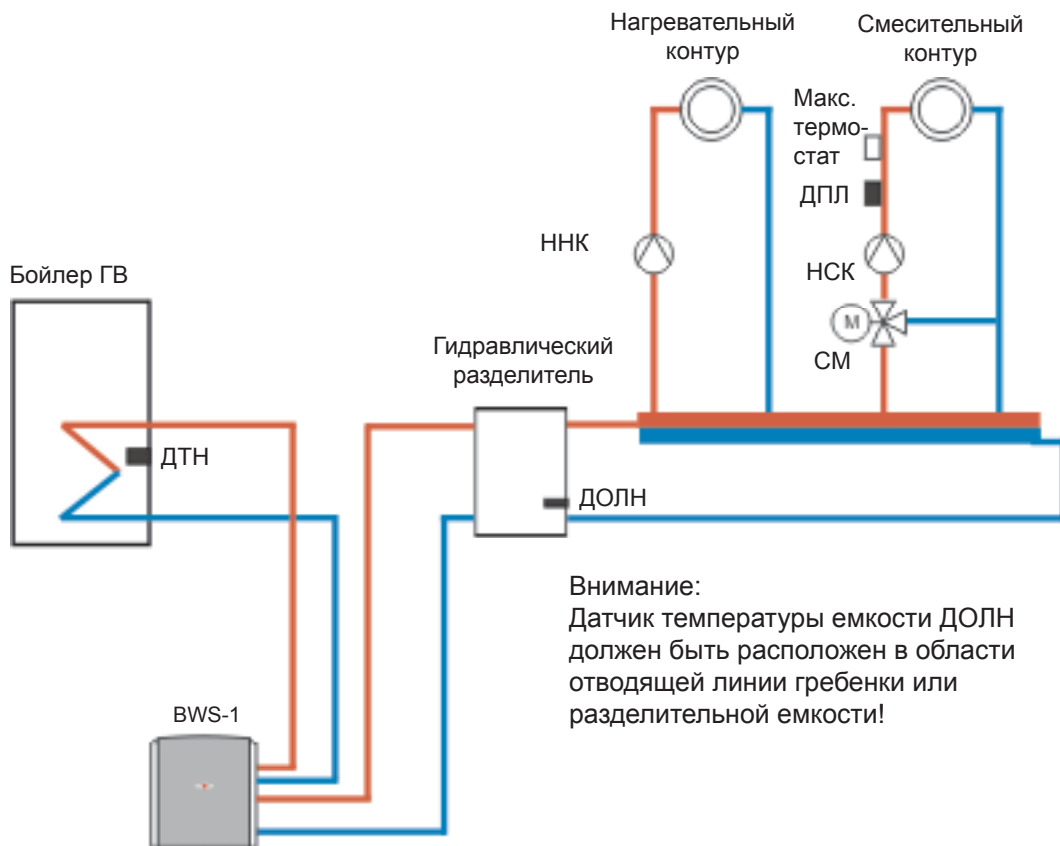 Нагревательный
контур
Смесительный
контур
Макс.
термо-
стат
ДПЛ
ННК
НСК
Бойлер ГВ
M
СМ
Гидравлический
разделитель
ДТН
ДОЛН
Внимание:
Датчик температуры емкости ДОЛН
должен быть расположен в области
отводящей линии гребенки или
разделительной емкости!
BWS-1